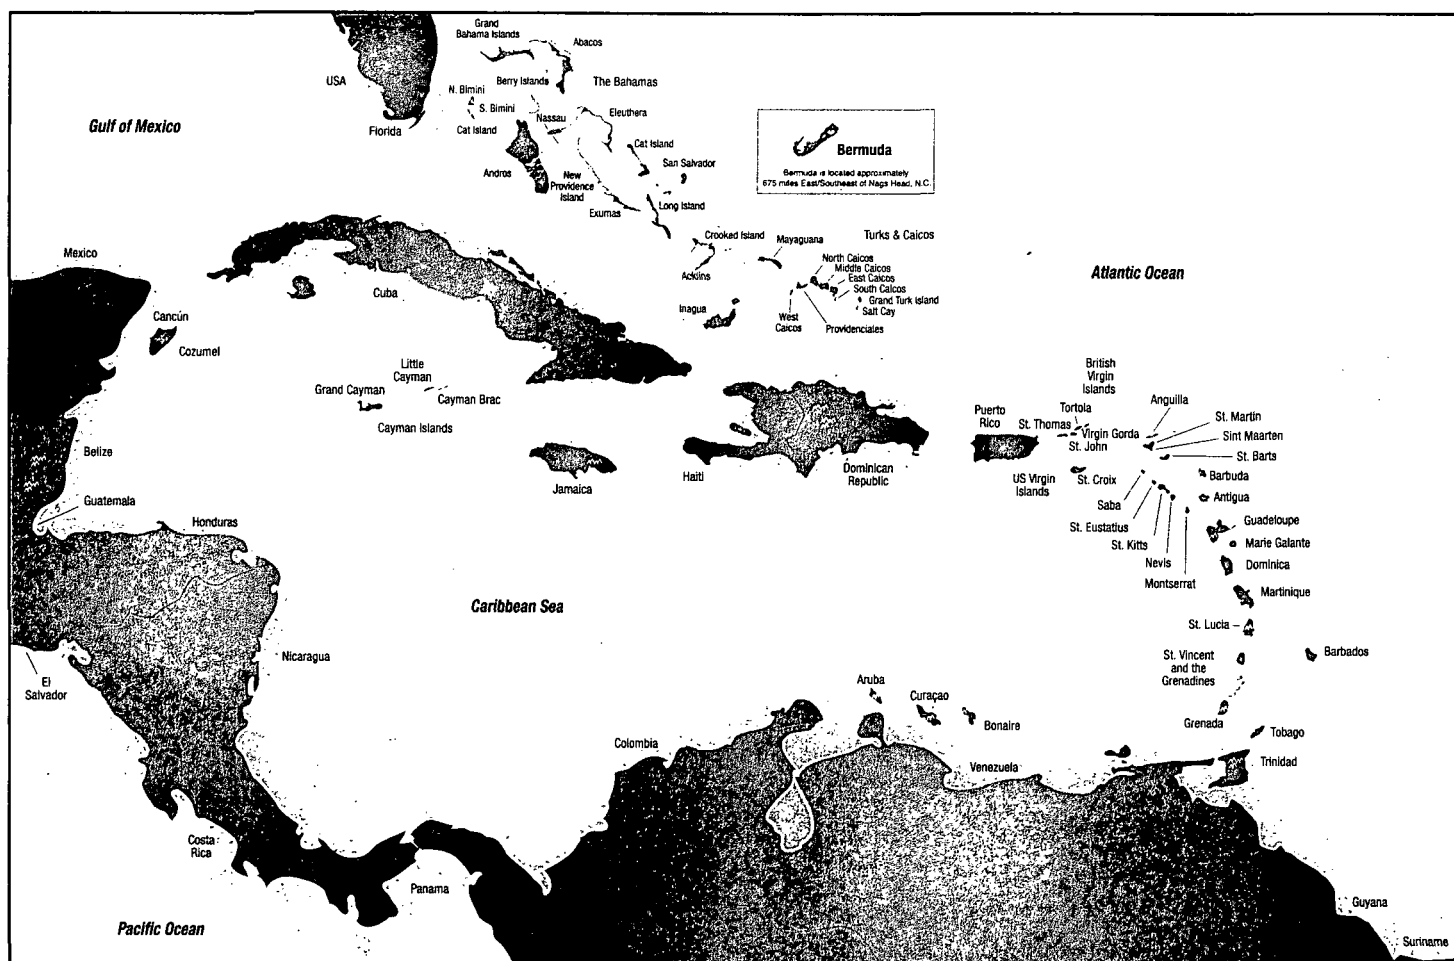 Grand
Bahama Islands
Abacos
USA
Berry Islands
The Bahamas
N. Bimini
S. Bimini
Eleuthera
Gulf of Mexico
Florida
Cat Island
Nassau
Cat Island
Bermuda
San Salvador
Bermuda is located approximately
675 miles East/Southeast of Nags Head, N.C.
Andros
New
Providence
Island
Long Island
Exumas
Crooked Island
Mayaguana
Turks & Caicos
Mexico
North Caicos
Middle Caicos
Atlantic Ocean
Acklins
East Caicos
South Caicos
Cuba
Grand Turk Island
Inagua
Salt Cay
Cancún
West
Caicos
Providenciales
Cozumel
Little
Cayman
British
Virgin
Islands
Grand Cayman
Cayman Brac
Anguilla
Puerto
Rico
Tortola
St. Martin
Cayman Islands
St. Thomas
Virgin Gorda
Sint Maarten
St. John
Belize
St. Barts
Haiti
Dominican
Republic
US Virgin
Islands
St. Croix
Barbuda
Jamaica
Guatemala
Saba
Antigua
Honduras
St. Eustatius
Guadeloupe
St. Kitts
Marie Galante
Nevis
Dominica
Montserrat
Martinique
Caribbean Sea
St. Lucia
Nicaragua
St. Vincent
and the
Grenadines
Barbados
El
Salvador
Aruba
Curaçao
Bonaire
Grenada
Tobago
Colombia
Venezuela
Trinidad
Costa
Rica
Panama
Guyana
Pacific Ocean
Suriname